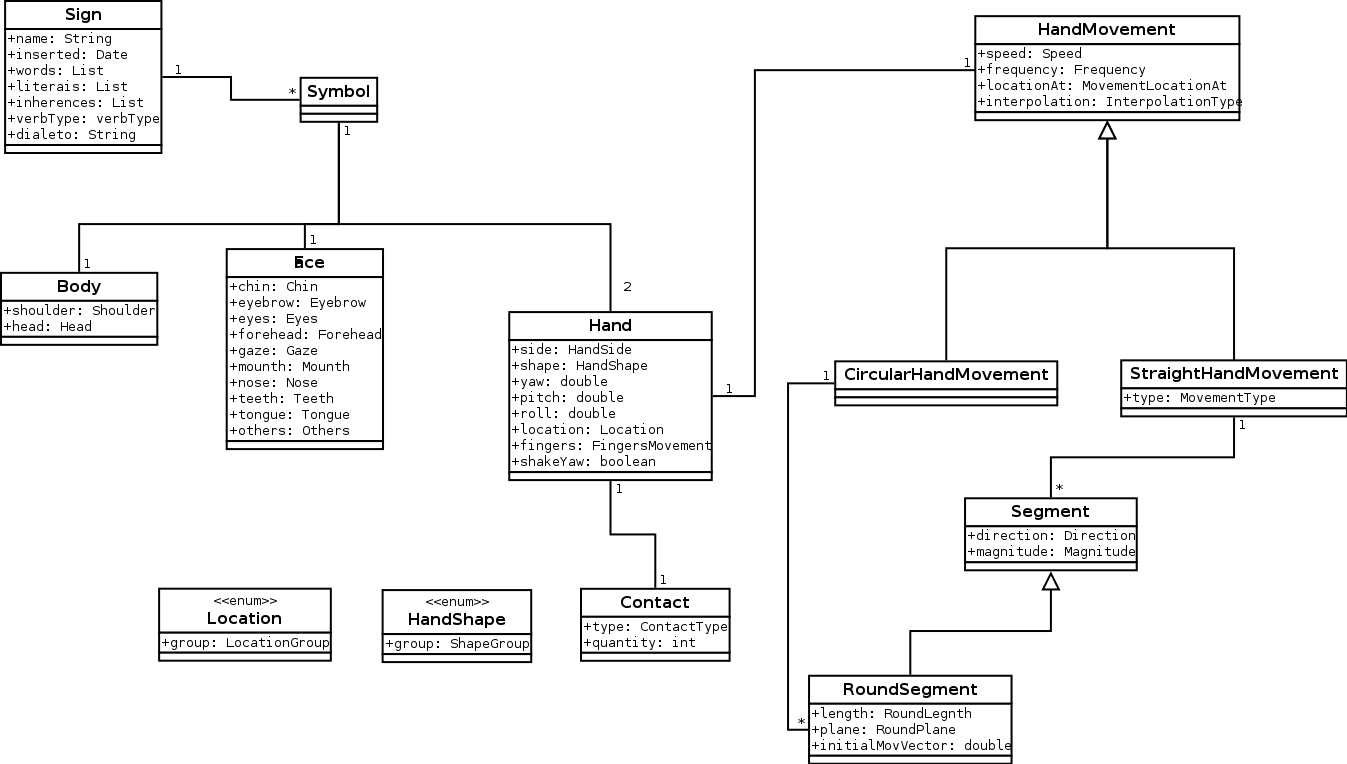 Sign
+name: String
+inserted: Date
+words: List
+literais: List
+inherences: List
+verbType: verbType
+dialeto: String
1
*
Symbol
1
HandMovement
+speed: Speed
+frequency: Frequency
+locationAt: MovementLocationAt
+interpolation: InterpolationType
1
1
Body
+shoulder: Shoulder
+head: Head
1
+chin: Chin
+eyebrow: Eyebrow
+eyes: Eyes
+forehead: Forehead
+gaze: Gaze
+mounth: Mounth
+nose: Nose
+teeth: Teeth
+tongue: Tongue
+others: Others
2
Hand
+side: HandSide
+shape: HandShape
+yaw: double
+pitch: double
+roll: double
+location: Location
+fingers: FingersMovement
+shakeYaw: boolean
1
1
1
CircularHandMovement
StraightHandMovement
+type: MovementType
1
*
Segment
+direction: Direction
+magnitude: Magnitude
<<enum>>
Location
+group: LocationGroup
<<enum>>
HandShape
+group: ShapeGroup
1
Contact
+type: ContactType
+quantity: int
*
RoundSegment
+length: RoundLegnth
+plane: RoundPlane
+initialMovVector: double